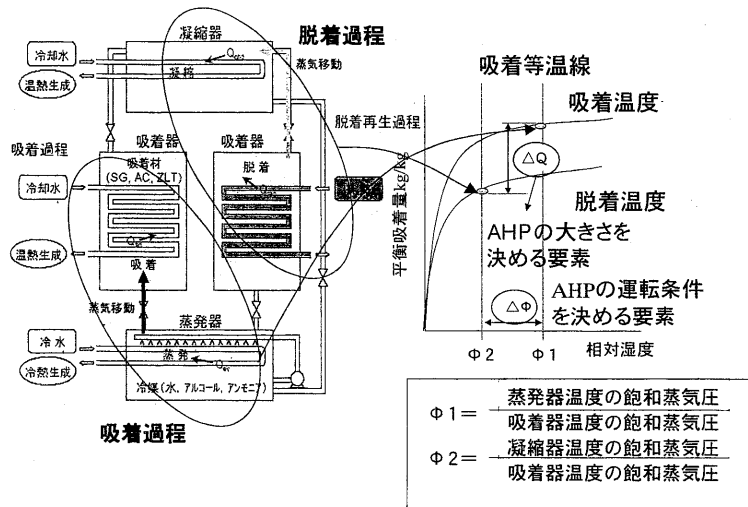 凝縮器
脱着過程
冷却水
凝縮
温熱生成
蒸気移動
吸着等温線
吸着温度
脱着再生過程
吸着器
吸着器
吸着過程
吸着材
(SG, AC, ZLT)
脱着
冷却水
△Q
平衡吸着量kg/kg
脱着温度
AHPの大きさを
決める要素
温熱生成
吸着
蒸気移動
△Φ
AHPの運転条件
を決める要素
蒸発器
冷水
蒸発
冷熱生成
Φ2
Φ1
相対湿度
冷媒(水、アルコール、アンモニア)
吸着過程
Φ1=
蒸発器温度の飽和蒸気圧
吸着器温度の飽和蒸気圧
Φ2=
凝縮器温度の飽和蒸気圧
吸着器温度の飽和蒸気圧